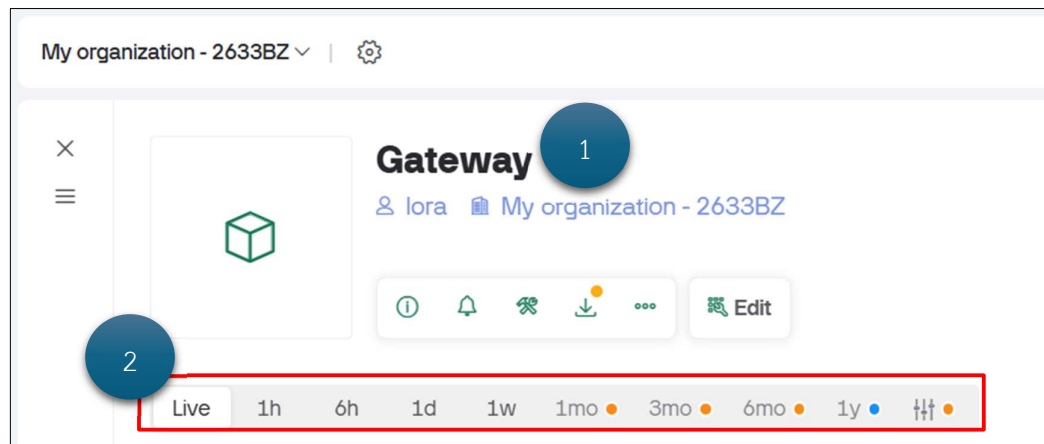 My organization - 2633BZ
Gateway
1
lora My organization - 2633BZ
Edit
2
Live 1h 6h 1d 1w 1mo 3mo 6mo 1y